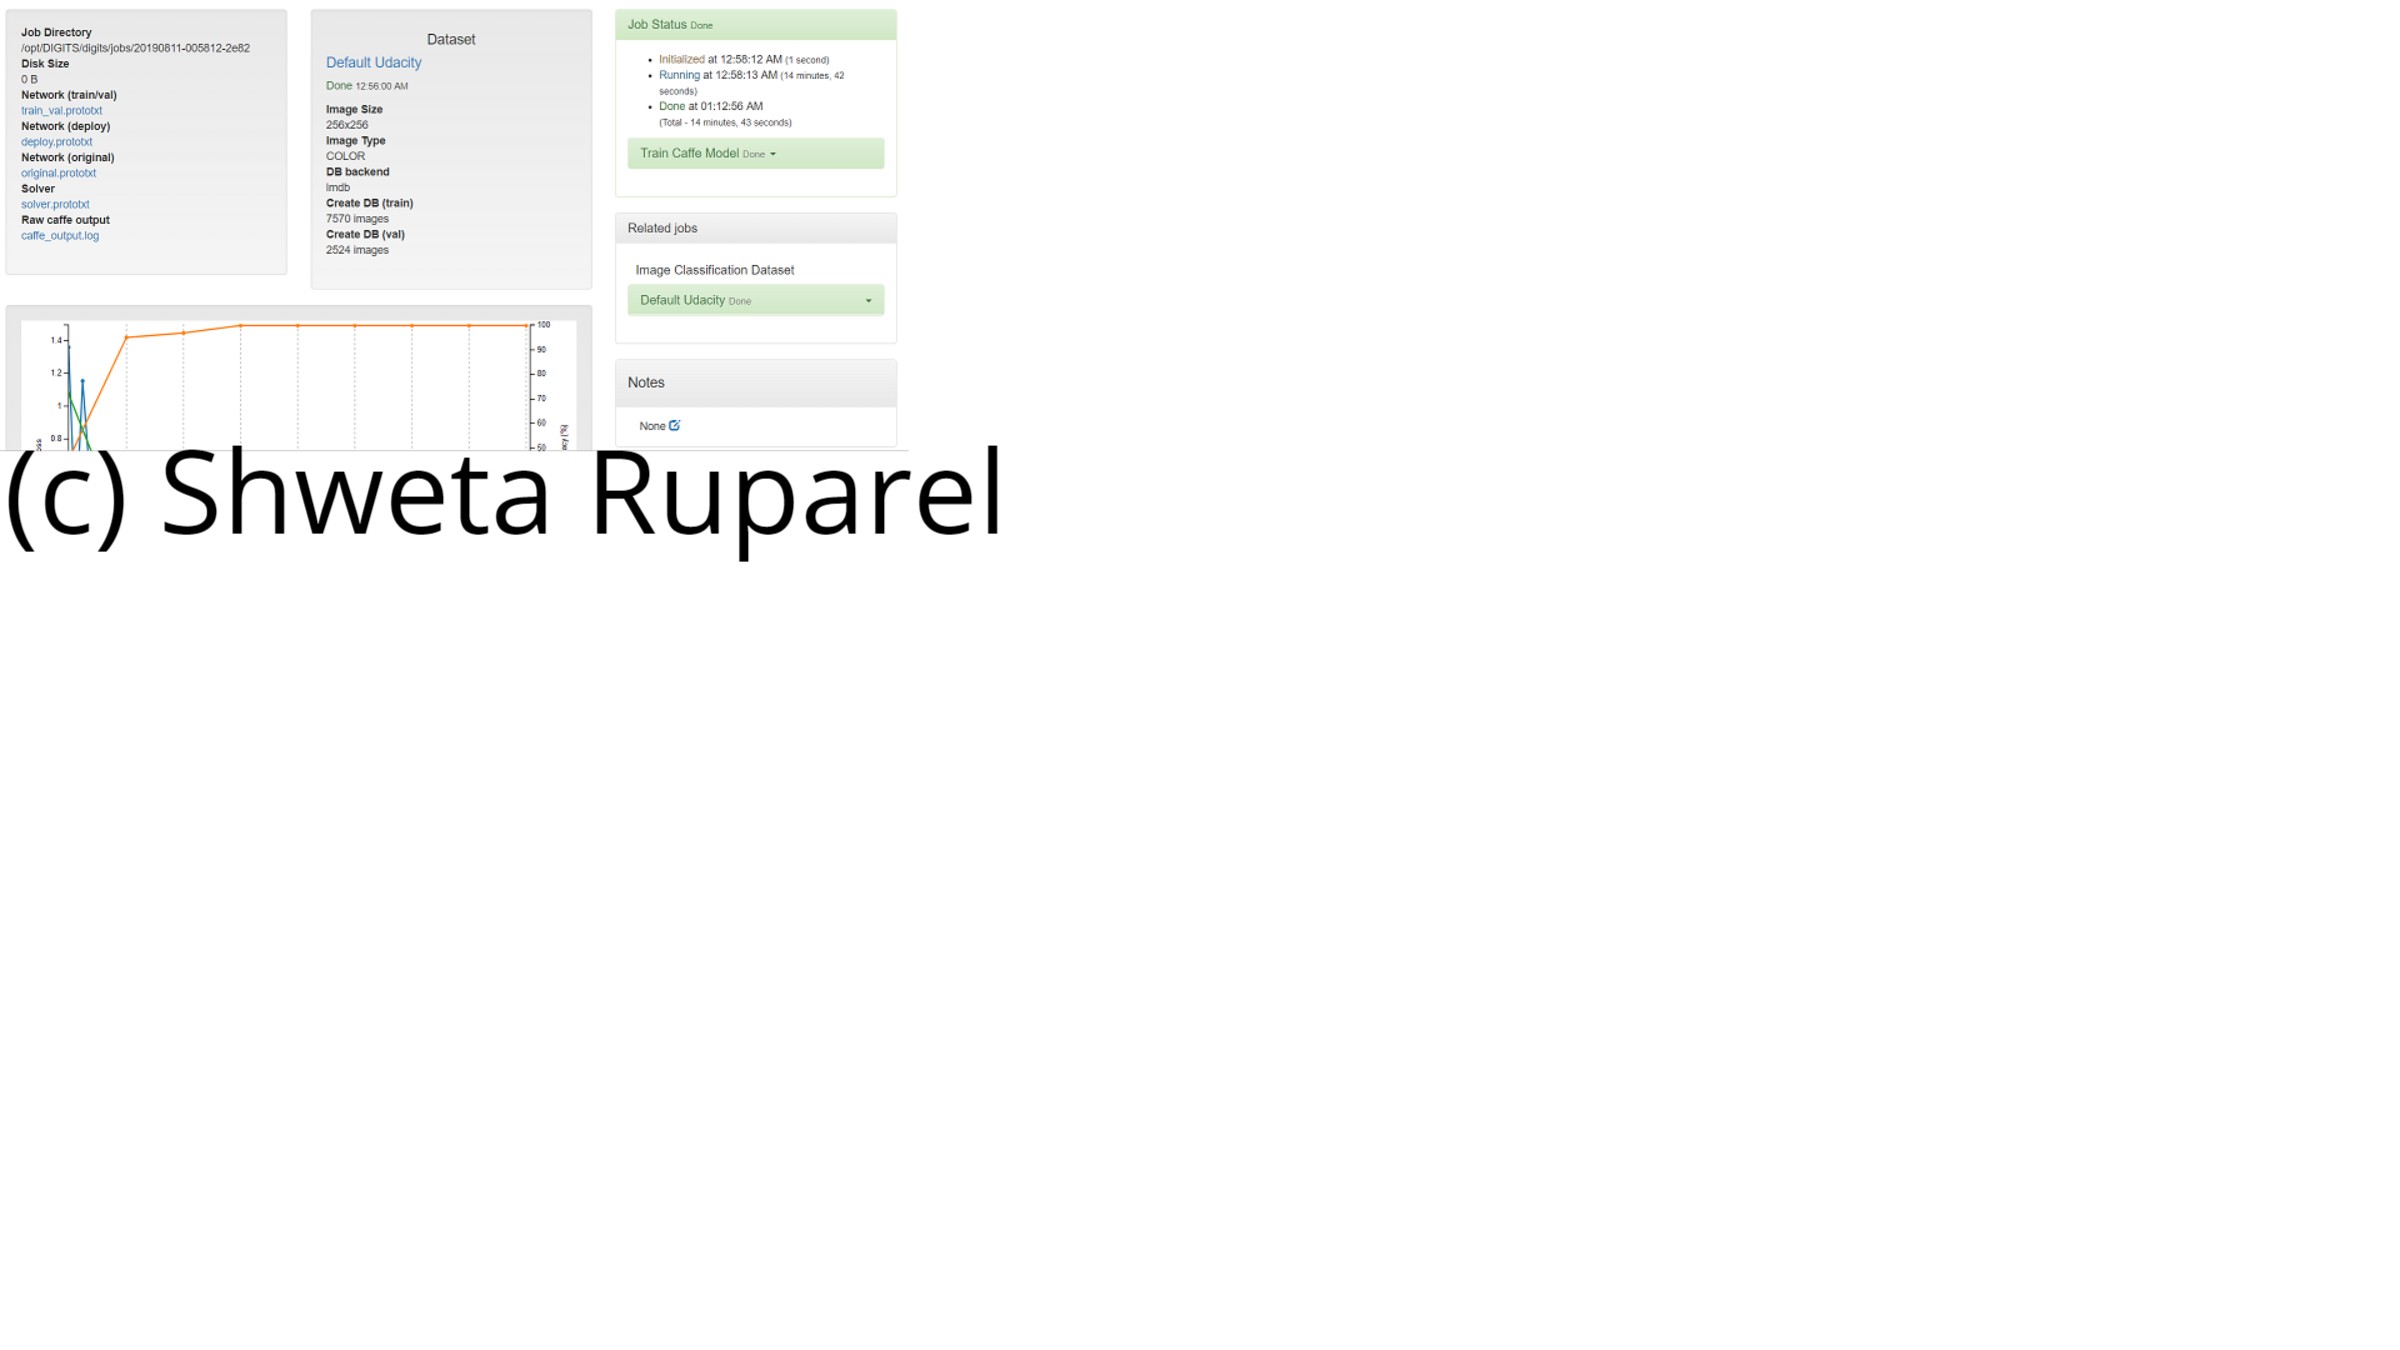 Job Directory
/opt/DIGITS/digits/jobs/20190811-005812-2e82
Disk Size
0 B
Network (train/val)
train_val.prototxt
Network (deploy)
deploy.prototxt
Network (original)
original.prototxt
Solver
solver.prototxt
Raw caffe output
caffe_output.log
Dataset
Default Udacity
Done 12:56:00 AM
Image Size
256x256
Image Type
COLOR
DB backend
lmdb
Create DB (train)
7570 images
Create DB (val)
2524 images
Job Status Done
Initialized at 12:58:12 AM (1 second)
Running at 12:58:13 AM (14 minutes, 42
seconds)
Done at 01:12:56 AM
(Total - 14 minutes, 43 seconds)
Train Caffe Model Done
Related jobs
Image Classification Dataset
Default Udacity Done
Notes
None
1.4
1.2
1
0.8
100
90
80
70
60
50
(c) Shweta Ruparel